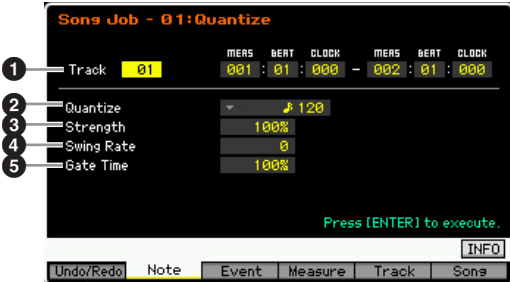 Song Job - 01:Quantize
MEAS BEAT CLOCK MEAS BEAT CLOCK
1 Track 01 001 : 01 : 000 – 002 : 01 : 000
2 Quantize ♪ 120
3 Strength 100%
4 Swing Rate 0
5 Gate Time 100%
Press [ENTER] to execute.
INFO
Undo/Redo Note Event Measure Track Song